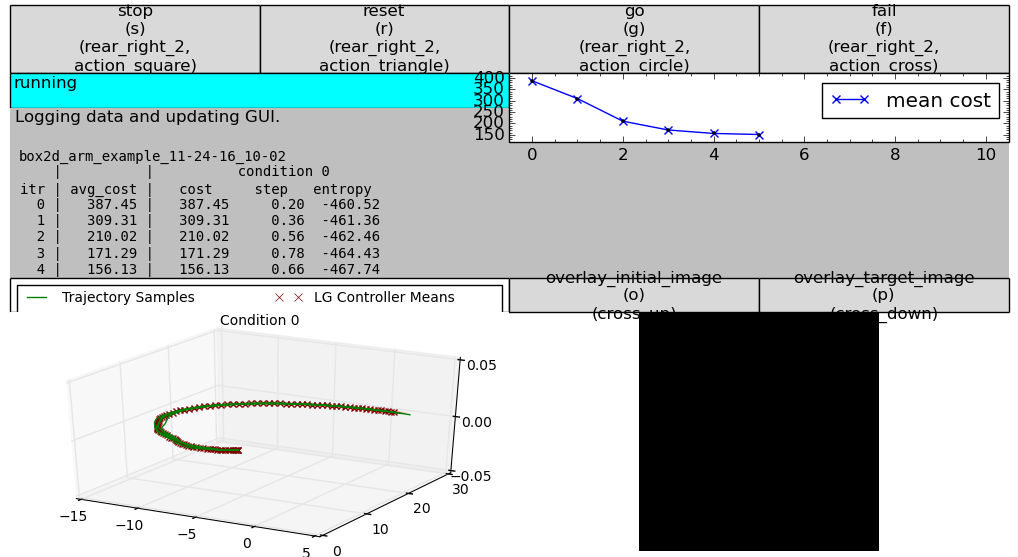 stop
(s)
(rear_right_2,
action_square)
reset
(r)
(rear_right_2,
action_triangle)
go
(g)
(rear_right_2,
action_circle)
fail
(f)
(rear_right_2,
action_cross)
running
400
350
300
250
200
150
mean cost
0 2 4 6 8 10
Logging data and updating GUI.
box2d_arm_example_11-24-16_10-02
| | condition 0
itr | avg_cost | cost step entropy
0 | 387.45 | 387.45 0.20 -460.52
1 | 309.31 | 309.31 0.36 -461.36
2 | 210.02 | 210.02 0.56 -462.46
3 | 171.29 | 171.29 0.78 -464.43
4 | 156.13 | 156.13 0.66 -467.74
Trajectory Samples LG Controller Means
overlay_initial_image
(o)
(cross_up)
overlay_target_image
(p)
(cross_down)
Condition 0
0.05
0.00
−0.05
30
20
10
0
−15 −10 −5 0 5